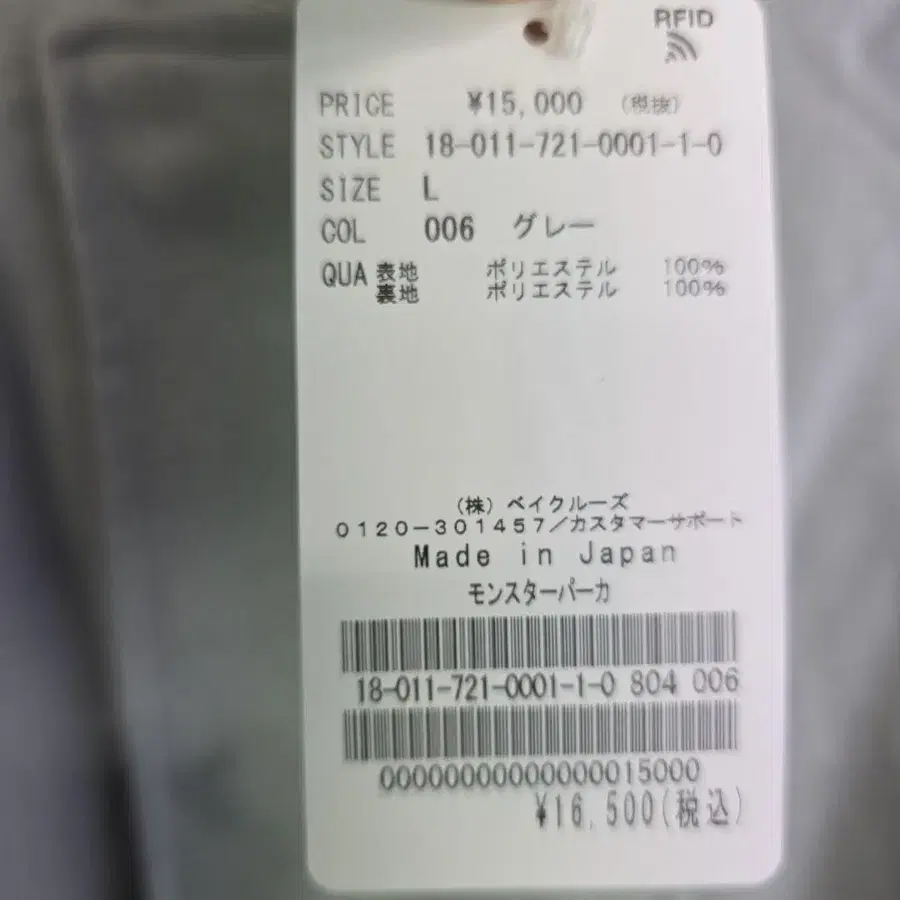 RFID
PRICE ¥15,000 (税抜)
STYLE 18-011-721-0001-1-0
SIZE L
COL 006 グレー
QUA 表地 ポリエステル 100%
裏地 ポリエステル 100%
(株) ベイクルーズ
0120-301457/カスタマーサポート
Made in Japan
モンスターパーカ
18-011-721-0001-1-0 804 006
00000000000000015000
¥16,500(税込)